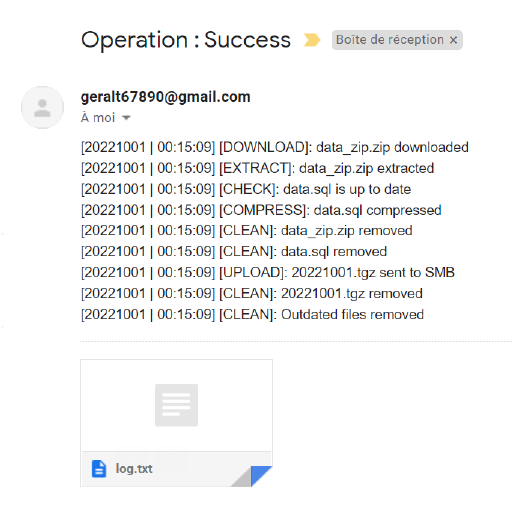 Operation : Success
Boîte de réception ×
geralt67890@gmail.com
À moi
[20221001 | 00:15:09] [DOWNLOAD]: data_zip.zip downloaded
[20221001 | 00:15:09] [EXTRACT]: data_zip.zip extracted
[20221001 | 00:15:09] [CHECK]: data.sql is up to date
[20221001 | 00:15:09] [COMPRESS]: data.sql compressed
[20221001 | 00:15:09] [CLEAN]: data_zip.zip removed
[20221001 | 00:15:09] [CLEAN]: data.sql removed
[20221001 | 00:15:09] [UPLOAD]: 20221001.tgz sent to SMB
[20221001 | 00:15:09] [CLEAN]: 20221001.tgz removed
[20221001 | 00:15:09] [CLEAN]: Outdated files removed
log.txt